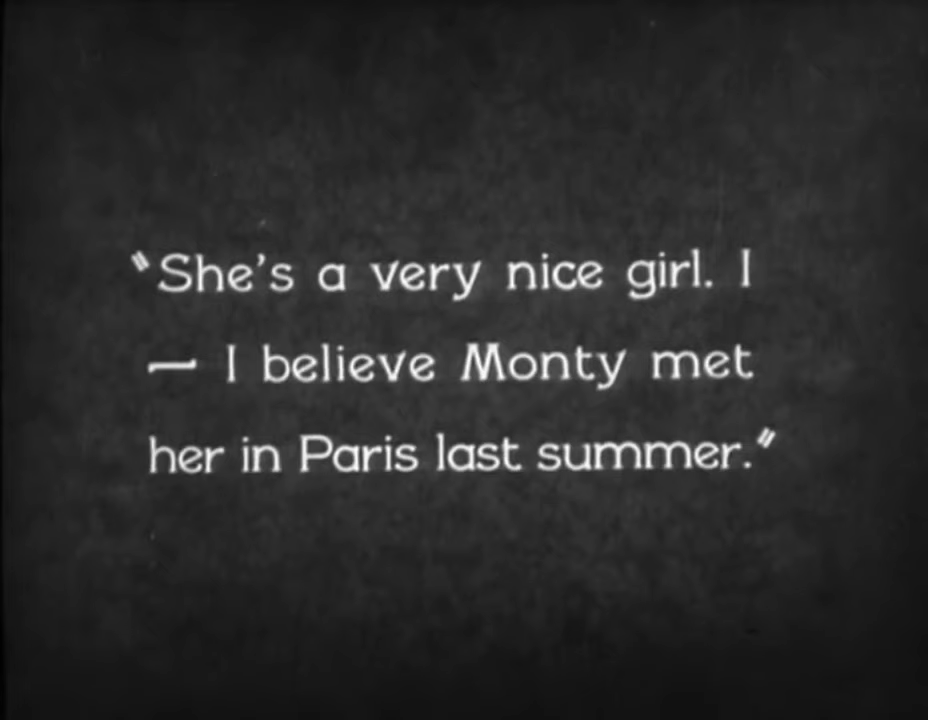 "She's a very nice girl. I
— I believe Monty met
her in Paris last summer."